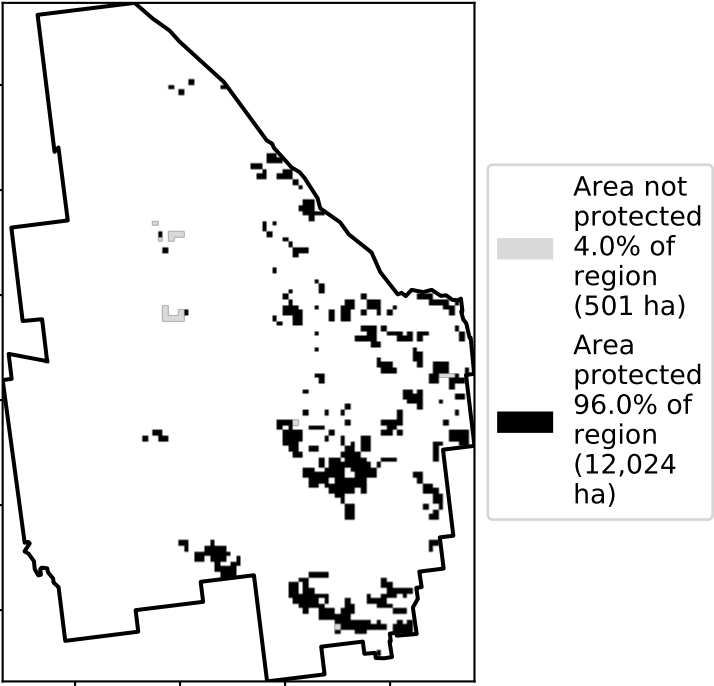 Area not
protected
4.0% of
region
(501 ha)
Area
protected
96.0% of
region
(12,024
ha)